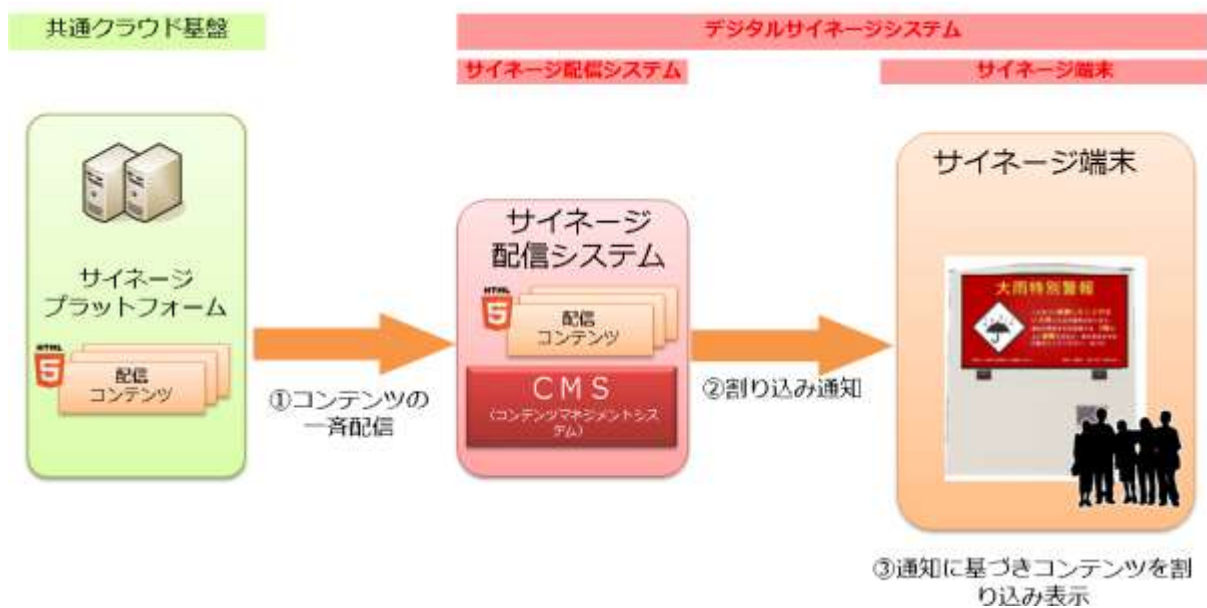 共通クラウド基盤
デジタルサイネージシステム
サイネージ配信システム
サイネージ端末
サイネージ
プラットフォーム
HTML
5
配信
コンテンツ
①コンテンツの
一斉配信
サイネージ
配信システム
HTML
5
配信
コンテンツ
CMS
(コンテンツマネジメントシス
テム)
②割り込み通知
サイネージ端末
大雨特別警報
③通知に基づきコンテンツを割
り込み表示